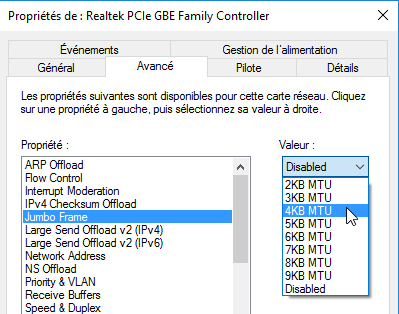 Propriétés de : Realtek PCIe GBE Family Controller
Événements
Gestion de l'alimentation
Général
Avancé
Pilote
Détails
Les propriétés suivantes sont disponibles pour cette carte réseau. Cliquez
sur une propriété à gauche, puis sélectionnez sa valeur à droite.
Propriété :
ARP Offload
Flow Control
Interrupt Moderation
IPv4 Checksum Offload
Jumbo Frame
Large Send Offload v2 (IPv4)
Large Send Offload v2 (IPv6)
Network Address
NS Offload
Priority & VLAN
Receive Buffers
Speed & Duplex
Valeur :
Disabled
2KB MTU
3KB MTU
4KB MTU
5KB MTU
6KB MTU
7KB MTU
8KB MTU
9KB MTU
Disabled